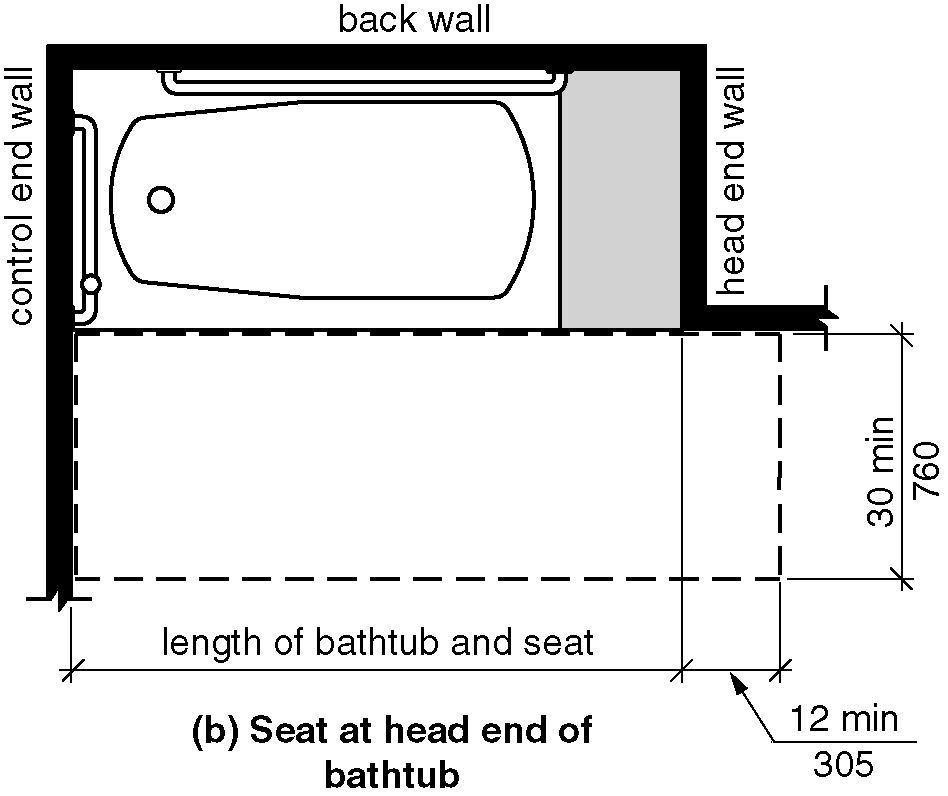 back wall
control end wall
head end wall
30 min
760
length of bathtub and seat
12 min
305
(b) Seat at head end of
bathtub